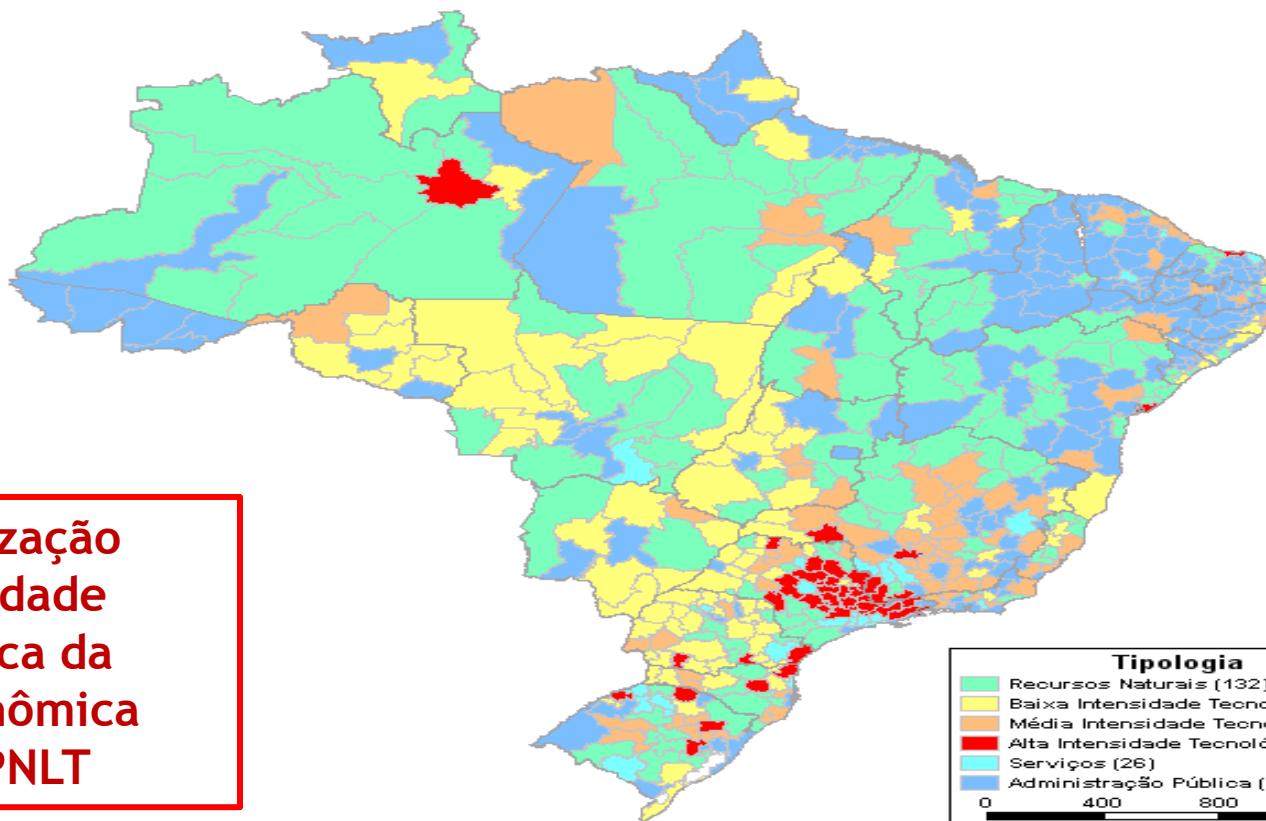 zação
dade
ca da
nômica
PNLT
Tipologia
Recursos Naturais (132)
Baixa Intensidade Tecno
Média Intensidade Tecno
Alta Intensidade Tecnoló
Serviços (26)
Administração Pública (
0 400 800